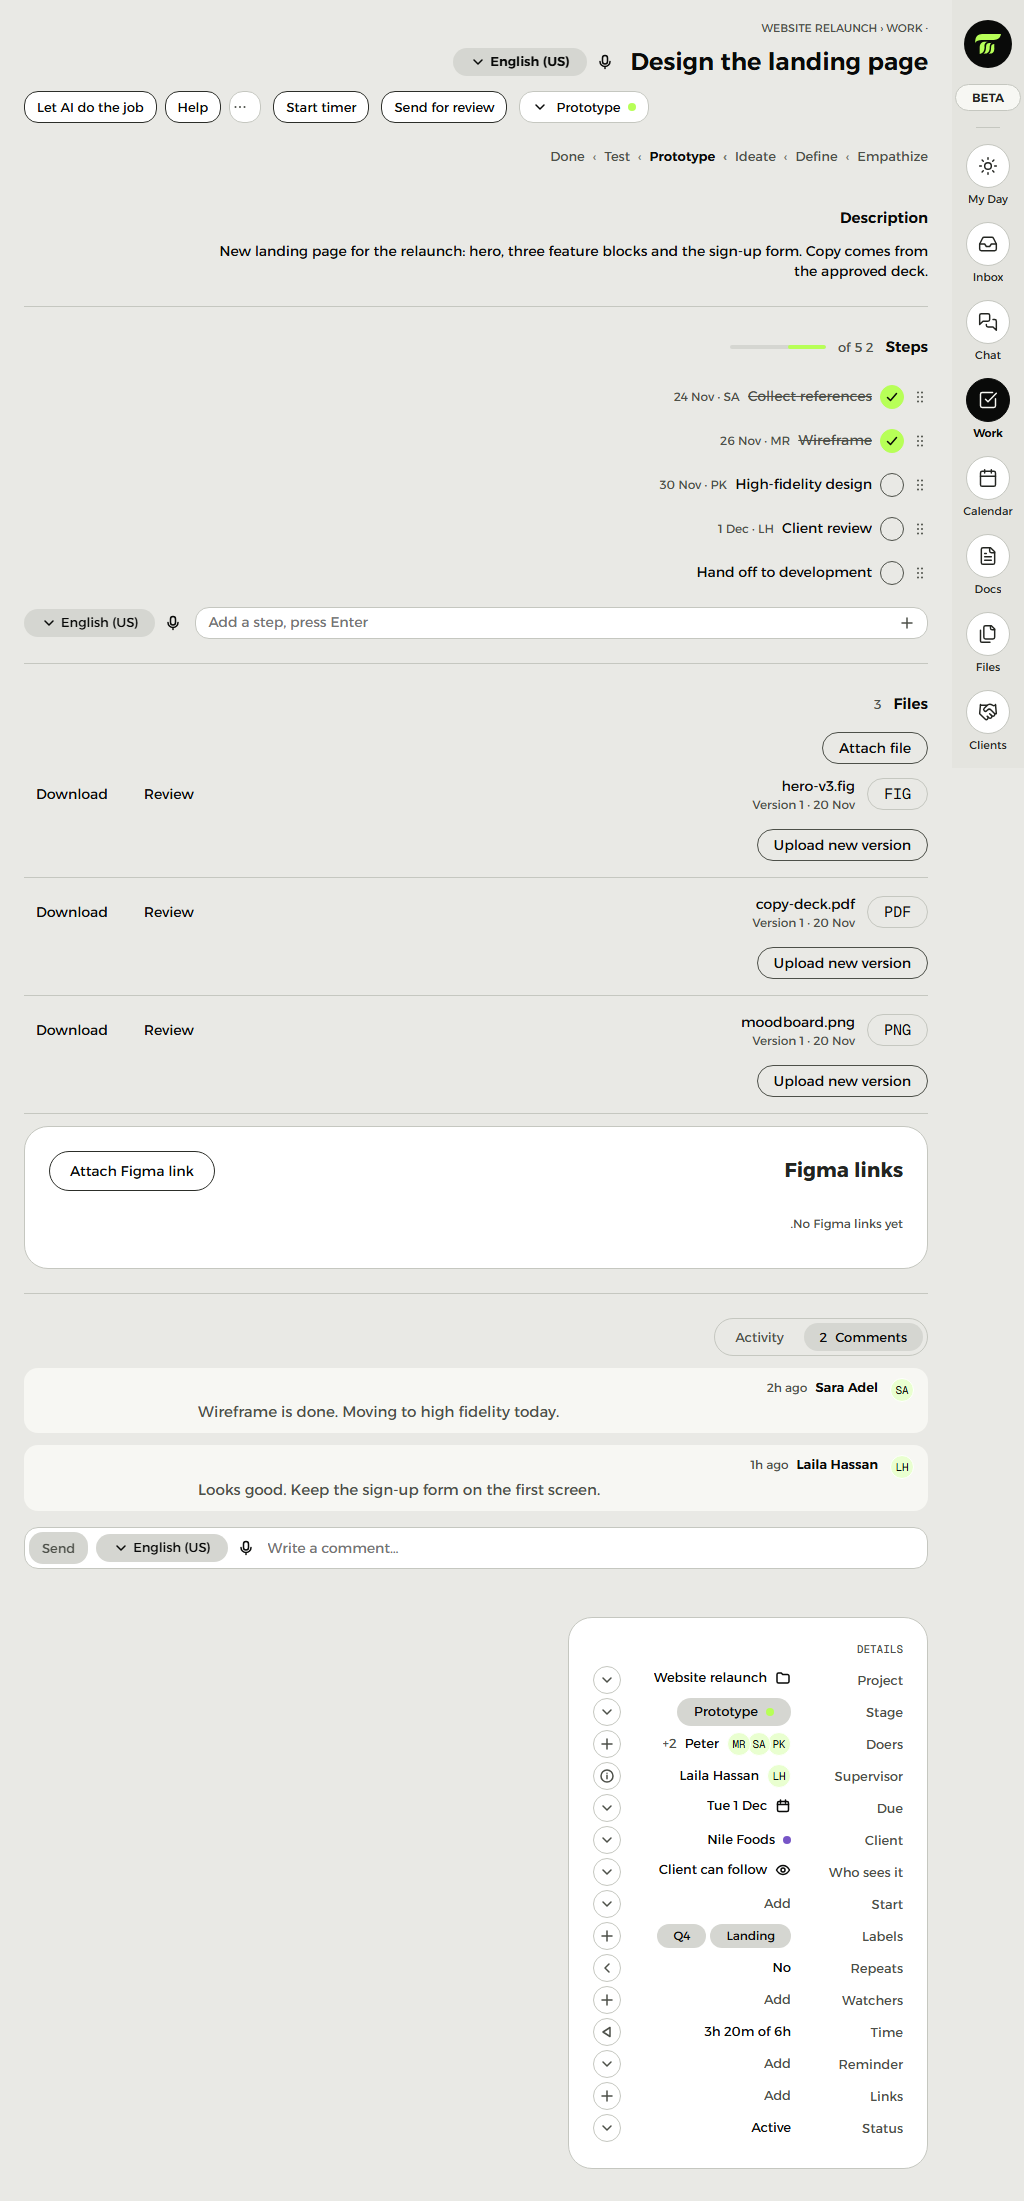 WEBSITE RELAUNCH › WORK ·
Design the landing page
English (US)
Let AI do the job
Help
...
Start timer
Send for review
Prototype
Done ‹ Test ‹ Prototype ‹ Ideate ‹ Define ‹ Empathize
BETA
My Day
Inbox
Chat
Work
Calendar
Docs
Files
Clients
Description
New landing page for the relaunch: hero, three feature blocks and the sign-up form. Copy comes from
the approved deck.
of 5 2 Steps
24 Nov · SA Collect references
26 Nov · MR Wireframe
30 Nov · PK High-fidelity design
1 Dec · LH Client review
Hand off to development
English (US)
Add a step, press Enter
3 Files
Attach file
Download Review hero-v3.fig FIG
Version 1 · 20 Nov
Upload new version
Download Review copy-deck.pdf PDF
Version 1 · 20 Nov
Upload new version
Download Review moodboard.png PNG
Version 1 · 20 Nov
Upload new version
Attach Figma link
Figma links
.No Figma links yet
Activity 2 Comments
2h ago Sara Adel SA
Wireframe is done. Moving to high fidelity today.
1h ago Laila Hassan LH
Looks good. Keep the sign-up form on the first screen.
Send English (US) Write a comment...
DETAILS
Website relaunch Project
Prototype Stage
+2 Peter MR SA PK Doers
Laila Hassan LH Supervisor
Tue 1 Dec Due
Nile Foods Client
Client can follow Who sees it
Add Start
Q4 Landing Labels
No Repeats
Add Watchers
3h 20m of 6h Time
Add Reminder
Add Links
Active Status